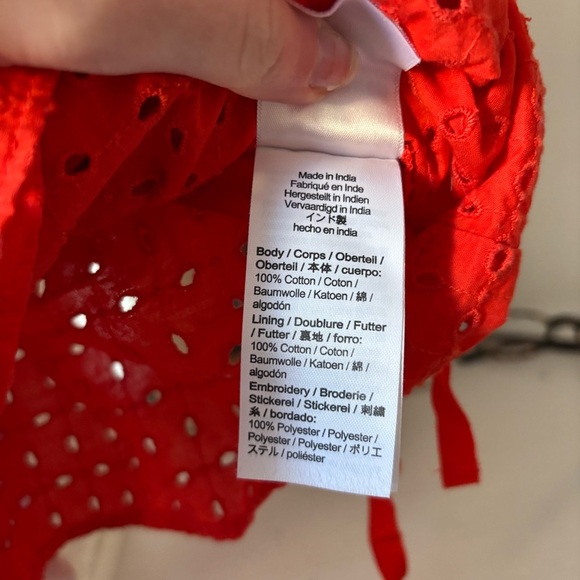 Made in India
Fabriqué en Inde
Hergesteilt in Indien
Vervaardigd in India
インド製
hecho en india
Body / Corps / Oberteil /
Oberteil / 本体 / cuerpo:
100% Cotton / Coton /
Baumwolle / Katoen / 綿 /
algodón
Lining / Doublure / Futter
/ Futter / 裏地 / forro:
100% Cotton / Coton /
Baumwolle / Katoen / 綿 /
algodón
Embroidery / Broderie /
Stickerei / Stickerei / 刺繍
糸 / bordado:
100% Polyester / Polyester /
Polyester / Polyester / ポリエ
ステル / poliéster